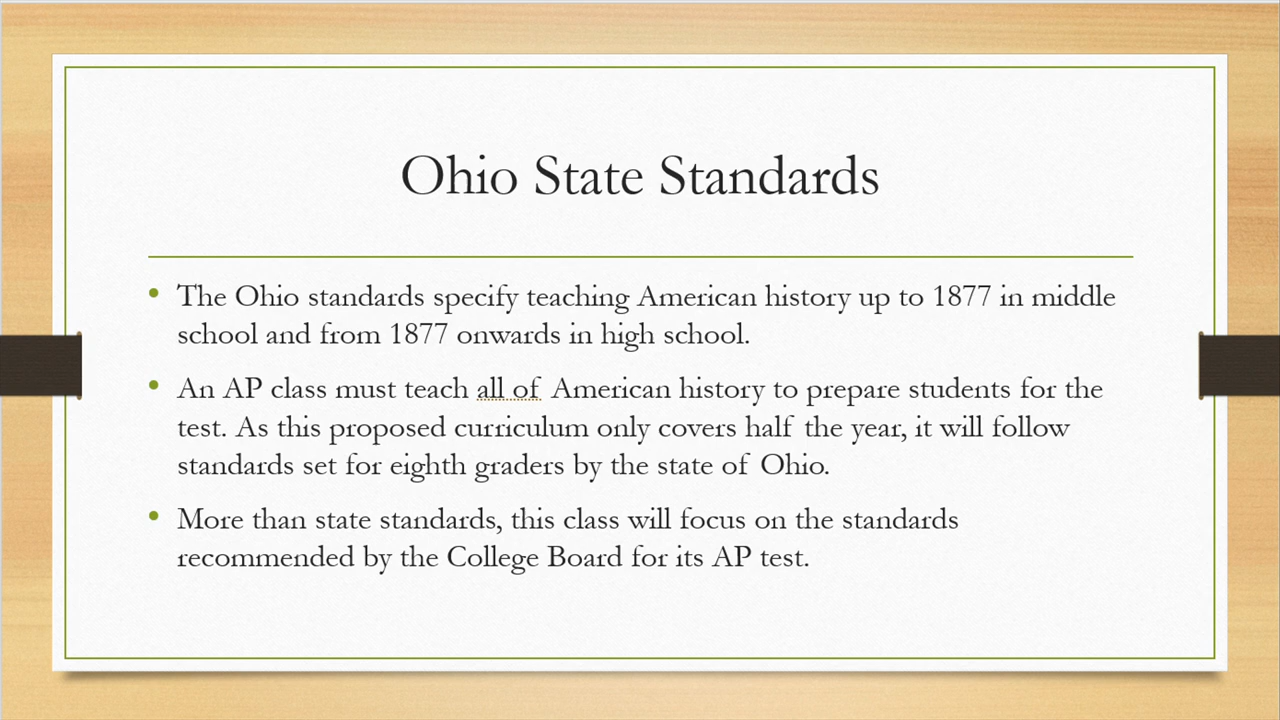 Ohio State Standards
• The Ohio standards specify teaching American history up to 1877 in middle
school and from 1877 onwards in high school.
• An AP class must teach all of American history to prepare students for the
test. As this proposed curriculum only covers half the year, it will follow
standards set for eighth graders by the state of Ohio.
• More than state standards, this class will focus on the standards
recommended by the College Board for its AP test.